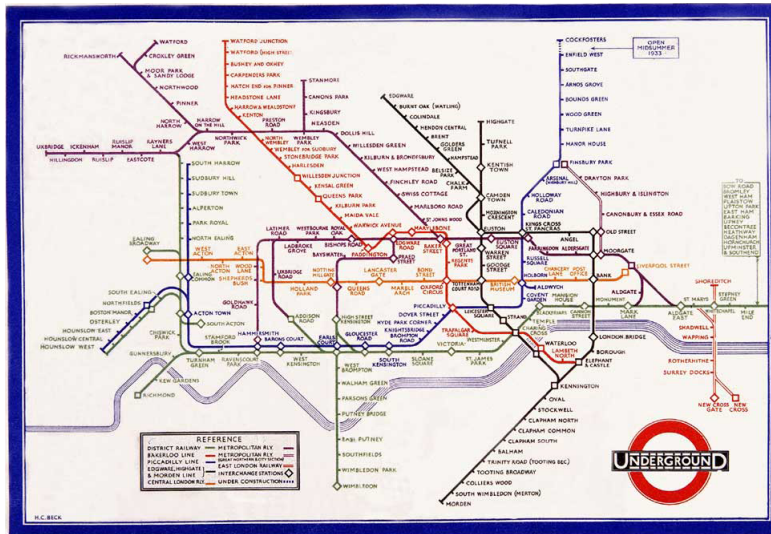 WATFORD
CROXLEY GREEN
RICKMANSWORTH
MOOR PARK
& SANDY LODGE
NORTHWOOD
PINNER
NORTH
HARROW
HARROW
ON THE HILL
WEST
HARROW
RAYNERS
LANE
EASTCOTE
RUISLIP
MANOR
RUISLIP
ICKENHAM
HILLINGDON
UXBRIDGE
NORTHWICK
PARK
PRESTON
ROAD
WEMBLEY
PARK
STANMORE
CANONS PARK
KINGSBURY
NEASDEN
DOLLIS HILL
WILLESDEN GREEN
KILBURN & BRONDESBURY
WEST HAMPSTEAD
FINCHLEY ROAD
SWISS COTTAGE
MARLBORO ROAD
ST JOHNS WOOD
WATFORD JUNCTION
WATFORD (HIGH STREET)
BUSHEY AND OXHEY
CARPENDERS PARK
HATCH END FOR PINNER
HEADSTONE LANE
HARROW & WEALDSTONE
KENTON
NORTH
WEMBLEY
WEMBLEY FOR SUDBURY
STONEBRIDGE PARK
HARLESDEN
WILLESDEN JUNCTION
KENSAL GREEN
QUEENS PARK
KILBURN PARK
MAIDA VALE
WARWICK AVENUE
PADDINGTON
EDGWARE
ROAD
MARYLEBONE
BAKER
STREET
REGENTS
PARK
OXFORD
CIRCUS
PICCADILLY
TRAFALGAR
SQUARE
CHARING
CROSS
WATERLOO
LAMBETH
NORTH
ELEPHANT
& CASTLE
EDGWARE
BURNT OAK (WATLING)
COLINDALE
HENDON CENTRAL
BRENT
GOLDERS
GREEN
HAMPSTEAD
BELSIZE
PARK
CHALK
FARM
HIGHGATE
TUFNELL
PARK
KENTISH
TOWN
CAMDEN
TOWN
MORNINGTON
CRESCENT
EUSTON
WARREN
STREET
GOODGE
STREET
TOTTENHAM
COURT ROAD
LEICESTER
SQUARE
STRAND
KINGS CROSS
ST. PANCRAS
ANGEL
OLD STREET
MOORGATE
BANK
LONDON BRIDGE
BOROUGH
KENNINGTON
OVAL
STOCKWELL
CLAPHAM NORTH
CLAPHAM COMMON
CLAPHAM SOUTH
BALHAM
TRINITY ROAD (TOOTING BEC)
TOOTING BROADWAY
COLLIERS WOOD
SOUTH WIMBLEDON (MERTON)
MORDEN
COCKFOSTERS
ENFIELD WEST
SOUTHGATE
ARNOS GROVE
BOUNDS GREEN
WOOD GREEN
TURNPIKE LANE
MANOR HOUSE
FINSBURY PARK
OPEN
MIDSUMMER
1933
ARSENAL
(HIGHBURY HILL)
HOLLOWAY
ROAD
CALEDONIAN
ROAD
DRAYTON PARK
HIGHBURY & ISLINGTON
CANONBURY & ESSEX ROAD
RUSSELL
SQUARE
HOLBORN
ALDWYCH
COVENT
GARDEN
DOVER STREET
HYDE PARK CORNER
KNIGHTSBRIDGE
BROMPTON
ROAD
SOUTH
KENSINGTON
GLOUCESTER
ROAD
EARLS
COURT
BARONS COURT
HAMMERSMITH
SOUTH HARROW
SUDBURY HILL
SUDBURY TOWN
ALPERTON
PARK ROYAL
NORTH EALING
EALING
BROADWAY
EALING
COMMON
WEST
ACTON
EAST
ACTON
NORTH
ACTON
WOOD
LANE
SHEPHERDS
BUSH
HOLLAND
PARK
NOTTING
HILL GATE
QUEENS
ROAD
LANCASTER
GATE
MARBLE
ARCH
BOND
STREET
BRITISH
MUSEUM
CHANCERY
LANE
POST
OFFICE
LIVERPOOL STREET
LATIMER
ROAD
LADBROKE
GROVE
WESTBOURNE PARK
ROYAL OAK
BISHOPS ROAD
BAYSWATER
PRAED
STREET
GREAT
PORTLAND
ST.
EUSTON
SQUARE
FARRINGDON
ALDERSGATE
ALDGATE
UXBRIDGE
ROAD
GOLDHAWK
ROAD
ADDISON
ROAD
HIGH STREET
KENSINGTON
SOUTH EALING
NORTHFIELDS
BOSTON MANOR
OSTERLEY
HOUNSLOW EAST
HOUNSLOW CENTRAL
HOUNSLOW WEST
ACTON TOWN
SOUTH ACTON
CHISWICK
PARK
GUNNERSBURY
KEW GARDENS
RICHMOND
TURNHAM
GREEN
STAMFORD
BROOK
RAVENSCOURT
PARK
WEST
KENSINGTON
WEST
BROMPTON
WALHAM GREEN
PARSONS GREEN
PUTNEY BRIDGE
EAST PUTNEY
SOUTHFIELDS
WIMBLEDON PARK
WIMBLEDON
SLOANE
SQUARE
VICTORIA
ST. JAMES
PARK
WESTMINSTER
TEMPLE
BLACKFRIARS
MANSION
HOUSE
CANNON
STREET
MONUMENT
MARK
LANE
ALDGATE
EAST
ST. MARYS
WHITECHAPEL
STEPNEY
GREEN
MILE
END
SHOREDITCH
SHADWELL
WAPPING
ROTHERHITHE
SURREY DOCKS
NEW CROSS
GATE
NEW
CROSS
TO
BOW ROAD
BROMLEY
WEST HAM
PLAISTOW
UPTON PARK
EAST HAM
BARKING
UPNEY
BECONTREE
HEATHWAY
DAGENHAM
HORNCHURCH
UPMINSTER
& SOUTHEND
REFERENCE
DISTRICT RAILWAY
BAKERLOO LINE
PICCADILLY LINE
EDGWARE, HIGHGATE
& MORDEN LINE
CENTRAL LONDON RLY.
METROPOLITAN RLY.
METROPOLITAN RLY.
GREAT NORTHERN & CITY SECTION
EAST LONDON RAILWAY
INTERCHANGE STATIONS
UNDER CONSTRUCTION
UNDERGROUND
H.C. BECK